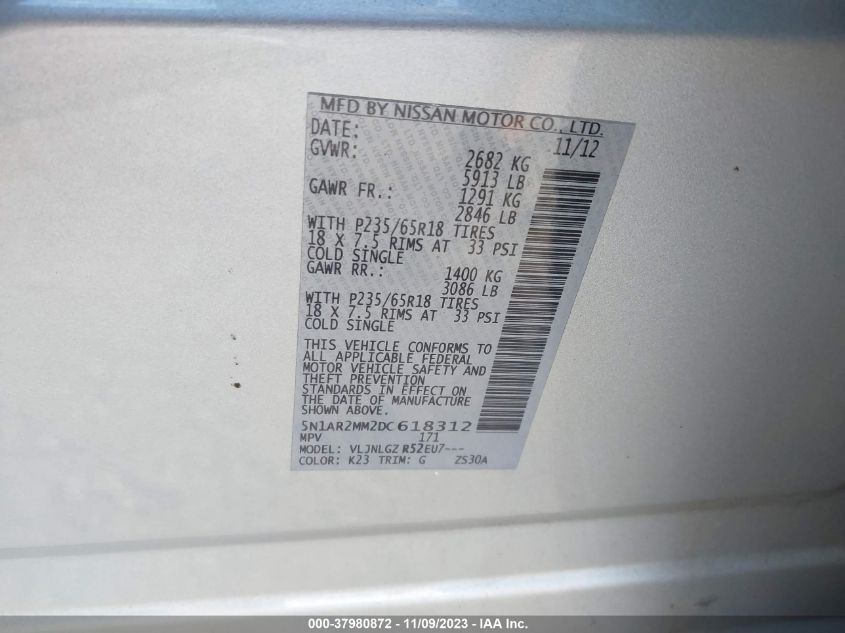 MFD BY NISSAN MOTOR CO., LTD.
DATE: 11/12
GVWR: 2682 KG
5913 LB
GAWR FR.: 1291 KG
2846 LB
WITH P235/65R18 TIRES
18 X 7.5 RIMS AT 33 PSI
COLD SINGLE
GAWR RR.: 1400 KG
3086 LB
WITH P235/65R18 TIRES
18 X 7.5 RIMS AT 33 PSI
COLD SINGLE
THIS VEHICLE CONFORMS TO
ALL APPLICABLE FEDERAL
MOTOR VEHICLE SAFETY AND
THEFT PREVENTION
STANDARDS IN EFFECT ON
THE DATE OF MANUFACTURE
SHOWN ABOVE.
5N1AR2MM2DC618312
MPV 171
MODEL: VLJNLGZ R52EU7---
COLOR: K23 TRIM: G ZS30A
000-37980872 - 11/09/2023 - IAA Inc.